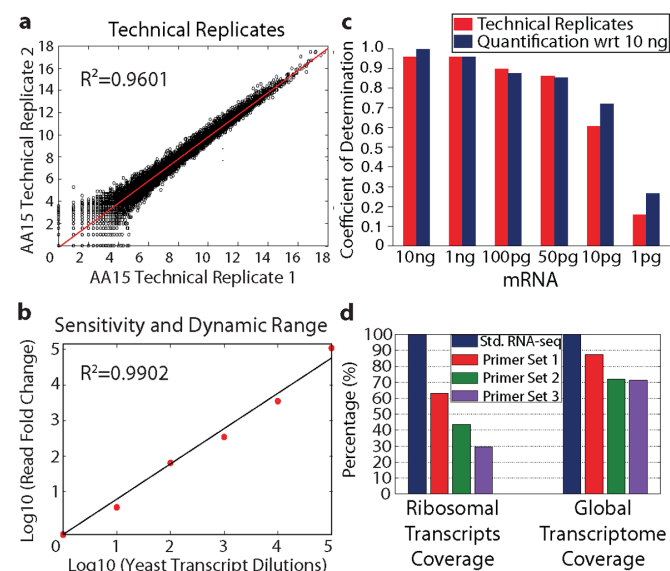 a
Technical Replicates
R²=0.9601
AA15 Technical Replicate 2
18
16
14
12
10
8
6
4
2
0
0 2 4 6 8 10 12 14 16 18
AA15 Technical Replicate 1
b
Sensitivity and Dynamic Range
R²=0.9902
Log10 (Read Fold Change)
5
4
3
2
1
0 1 2 3 4 5
Log10 (Yeast Transcript Dilutions)
c
Technical Replicates
Quantification wrt 10 ng
Coefficient of Determination
1.0
0.9
0.8
0.7
0.6
0.5
0.4
0.3
0.2
0.1
0
10ng 1ng 100pg 50pg 10pg 1pg
mRNA
d
Std. RNA-seq
Primer Set 1
Primer Set 2
Primer Set 3
Percentage (%)
100
90
80
70
60
50
40
30
20
10
0
Ribosomal
Transcripts
Coverage
Global
Transcriptome
Coverage